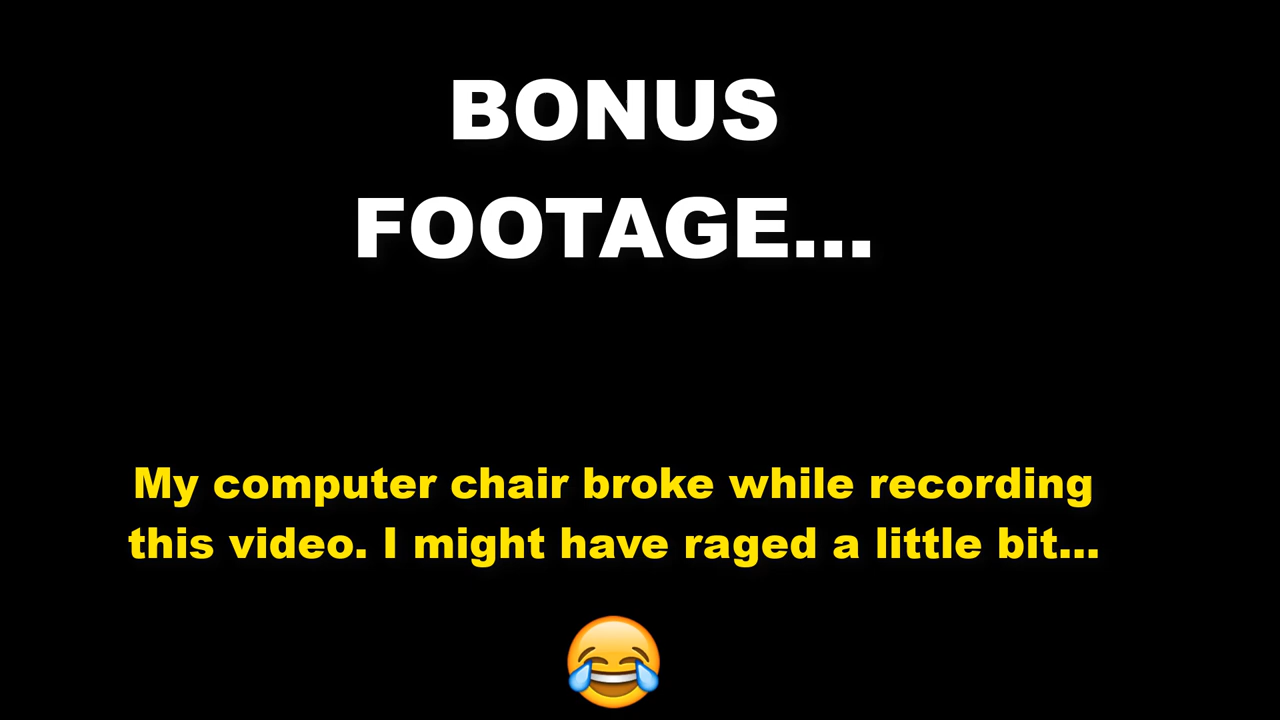 BONUS
FOOTAGE...
My computer chair broke while recording
this video. I might have raged a little bit...